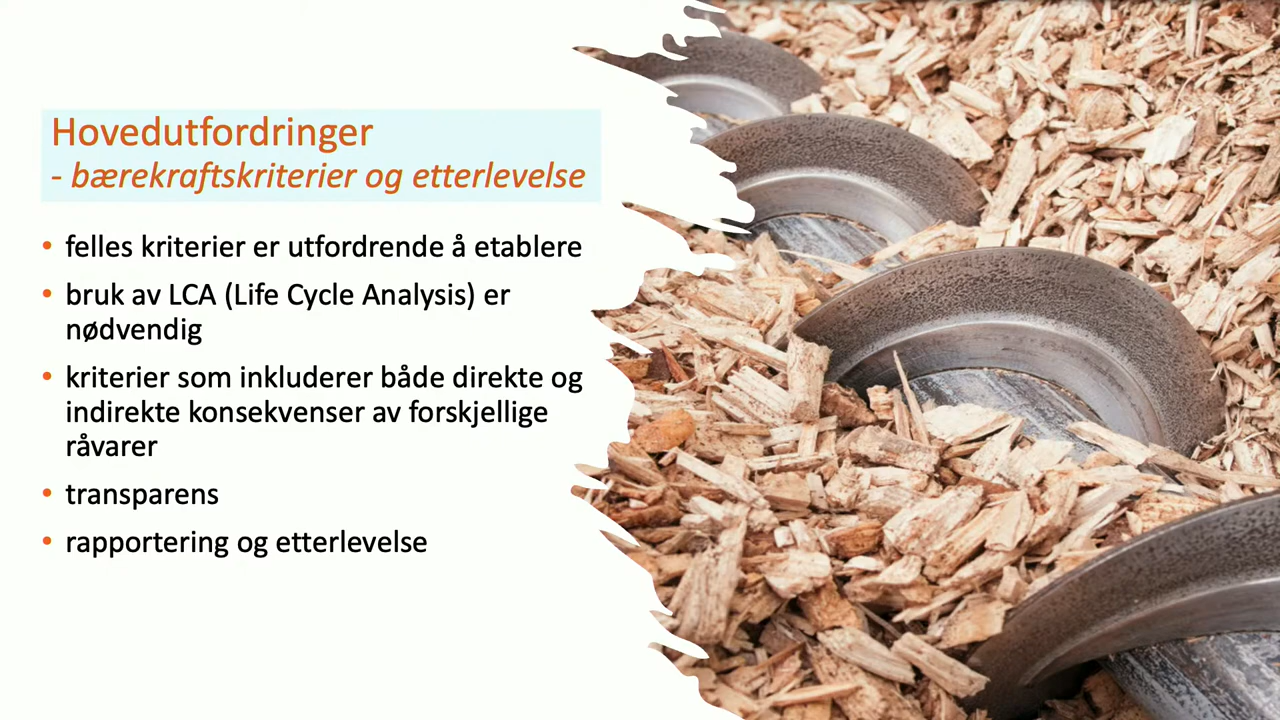 Hovedutfordringer
- bærekraftskriterier og etterlevelse
• felles kriterier er utfordrende å etablere
• bruk av LCA (Life Cycle Analysis) er
nødvendig
• kriterier som inkluderer både direkte og
indirekte konsekvenser av forskjellige
råvarer
• transparens
• rapportering og etterlevelse